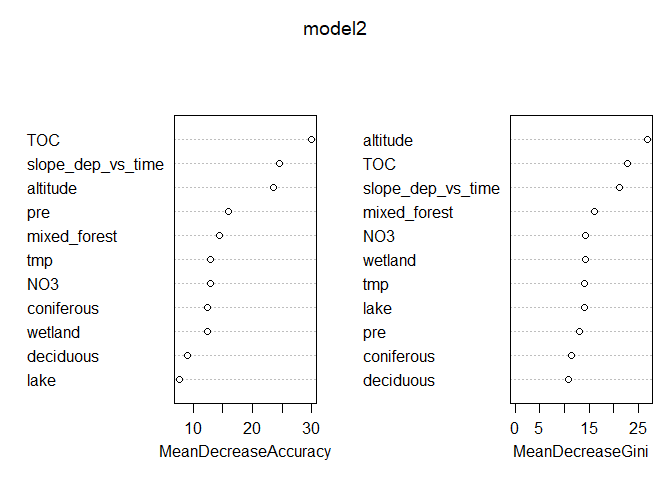 model2
TOC
slope_dep_vs_time
altitude
pre
mixed_forest
tmp
NO3
coniferous
wetland
deciduous
lake
10 20 30
MeanDecreaseAccuracy
altitude
TOC
slope_dep_vs_time
mixed_forest
NO3
wetland
tmp
lake
pre
coniferous
deciduous
0 5 15 25
MeanDecreaseGini